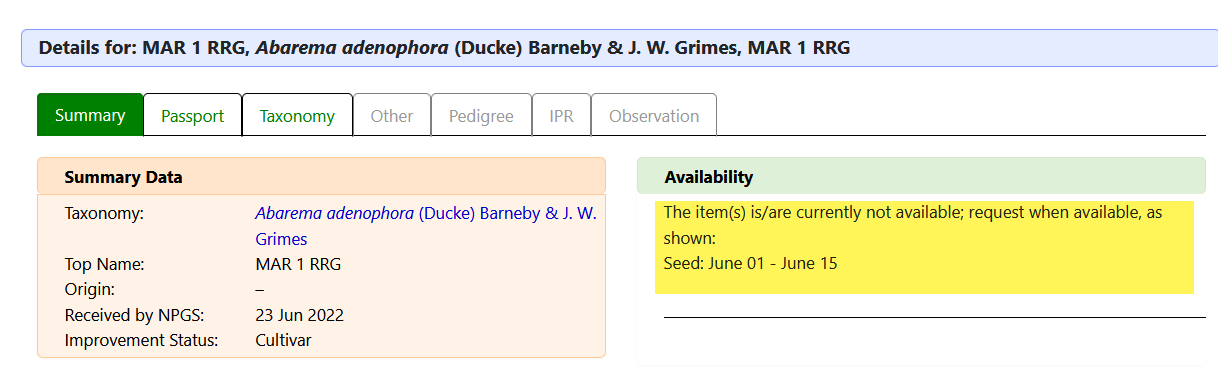 Details for: MAR 1 RRG, Abarema adenophora (Ducke) Barneby & J. W. Grimes, MAR 1 RRG
Summary Passport Taxonomy Other Pedigree IPR Observation
Summary Data
Taxonomy: Abarema adenophora (Ducke) Barneby & J. W.
Grimes
Top Name: MAR 1 RRG
Origin: –
Received by NPGS: 23 Jun 2022
Improvement Status: Cultivar
Availability
The item(s) is/are currently not available; request when available, as
shown:
Seed: June 01 - June 15